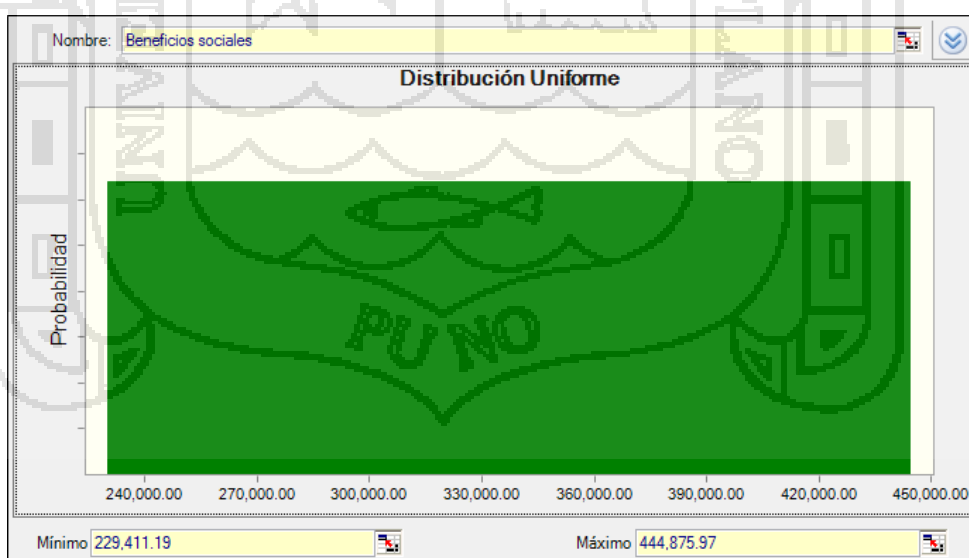 Nombre: Beneficios sociales
Distribución Uniforme
Probabilidad
240,000.00 270,000.00 300,000.00 330,000.00 360,000.00 390,000.00 420,000.00 450,000.00
Mínimo 229,411.19 Máximo 444,875.97
PUNO